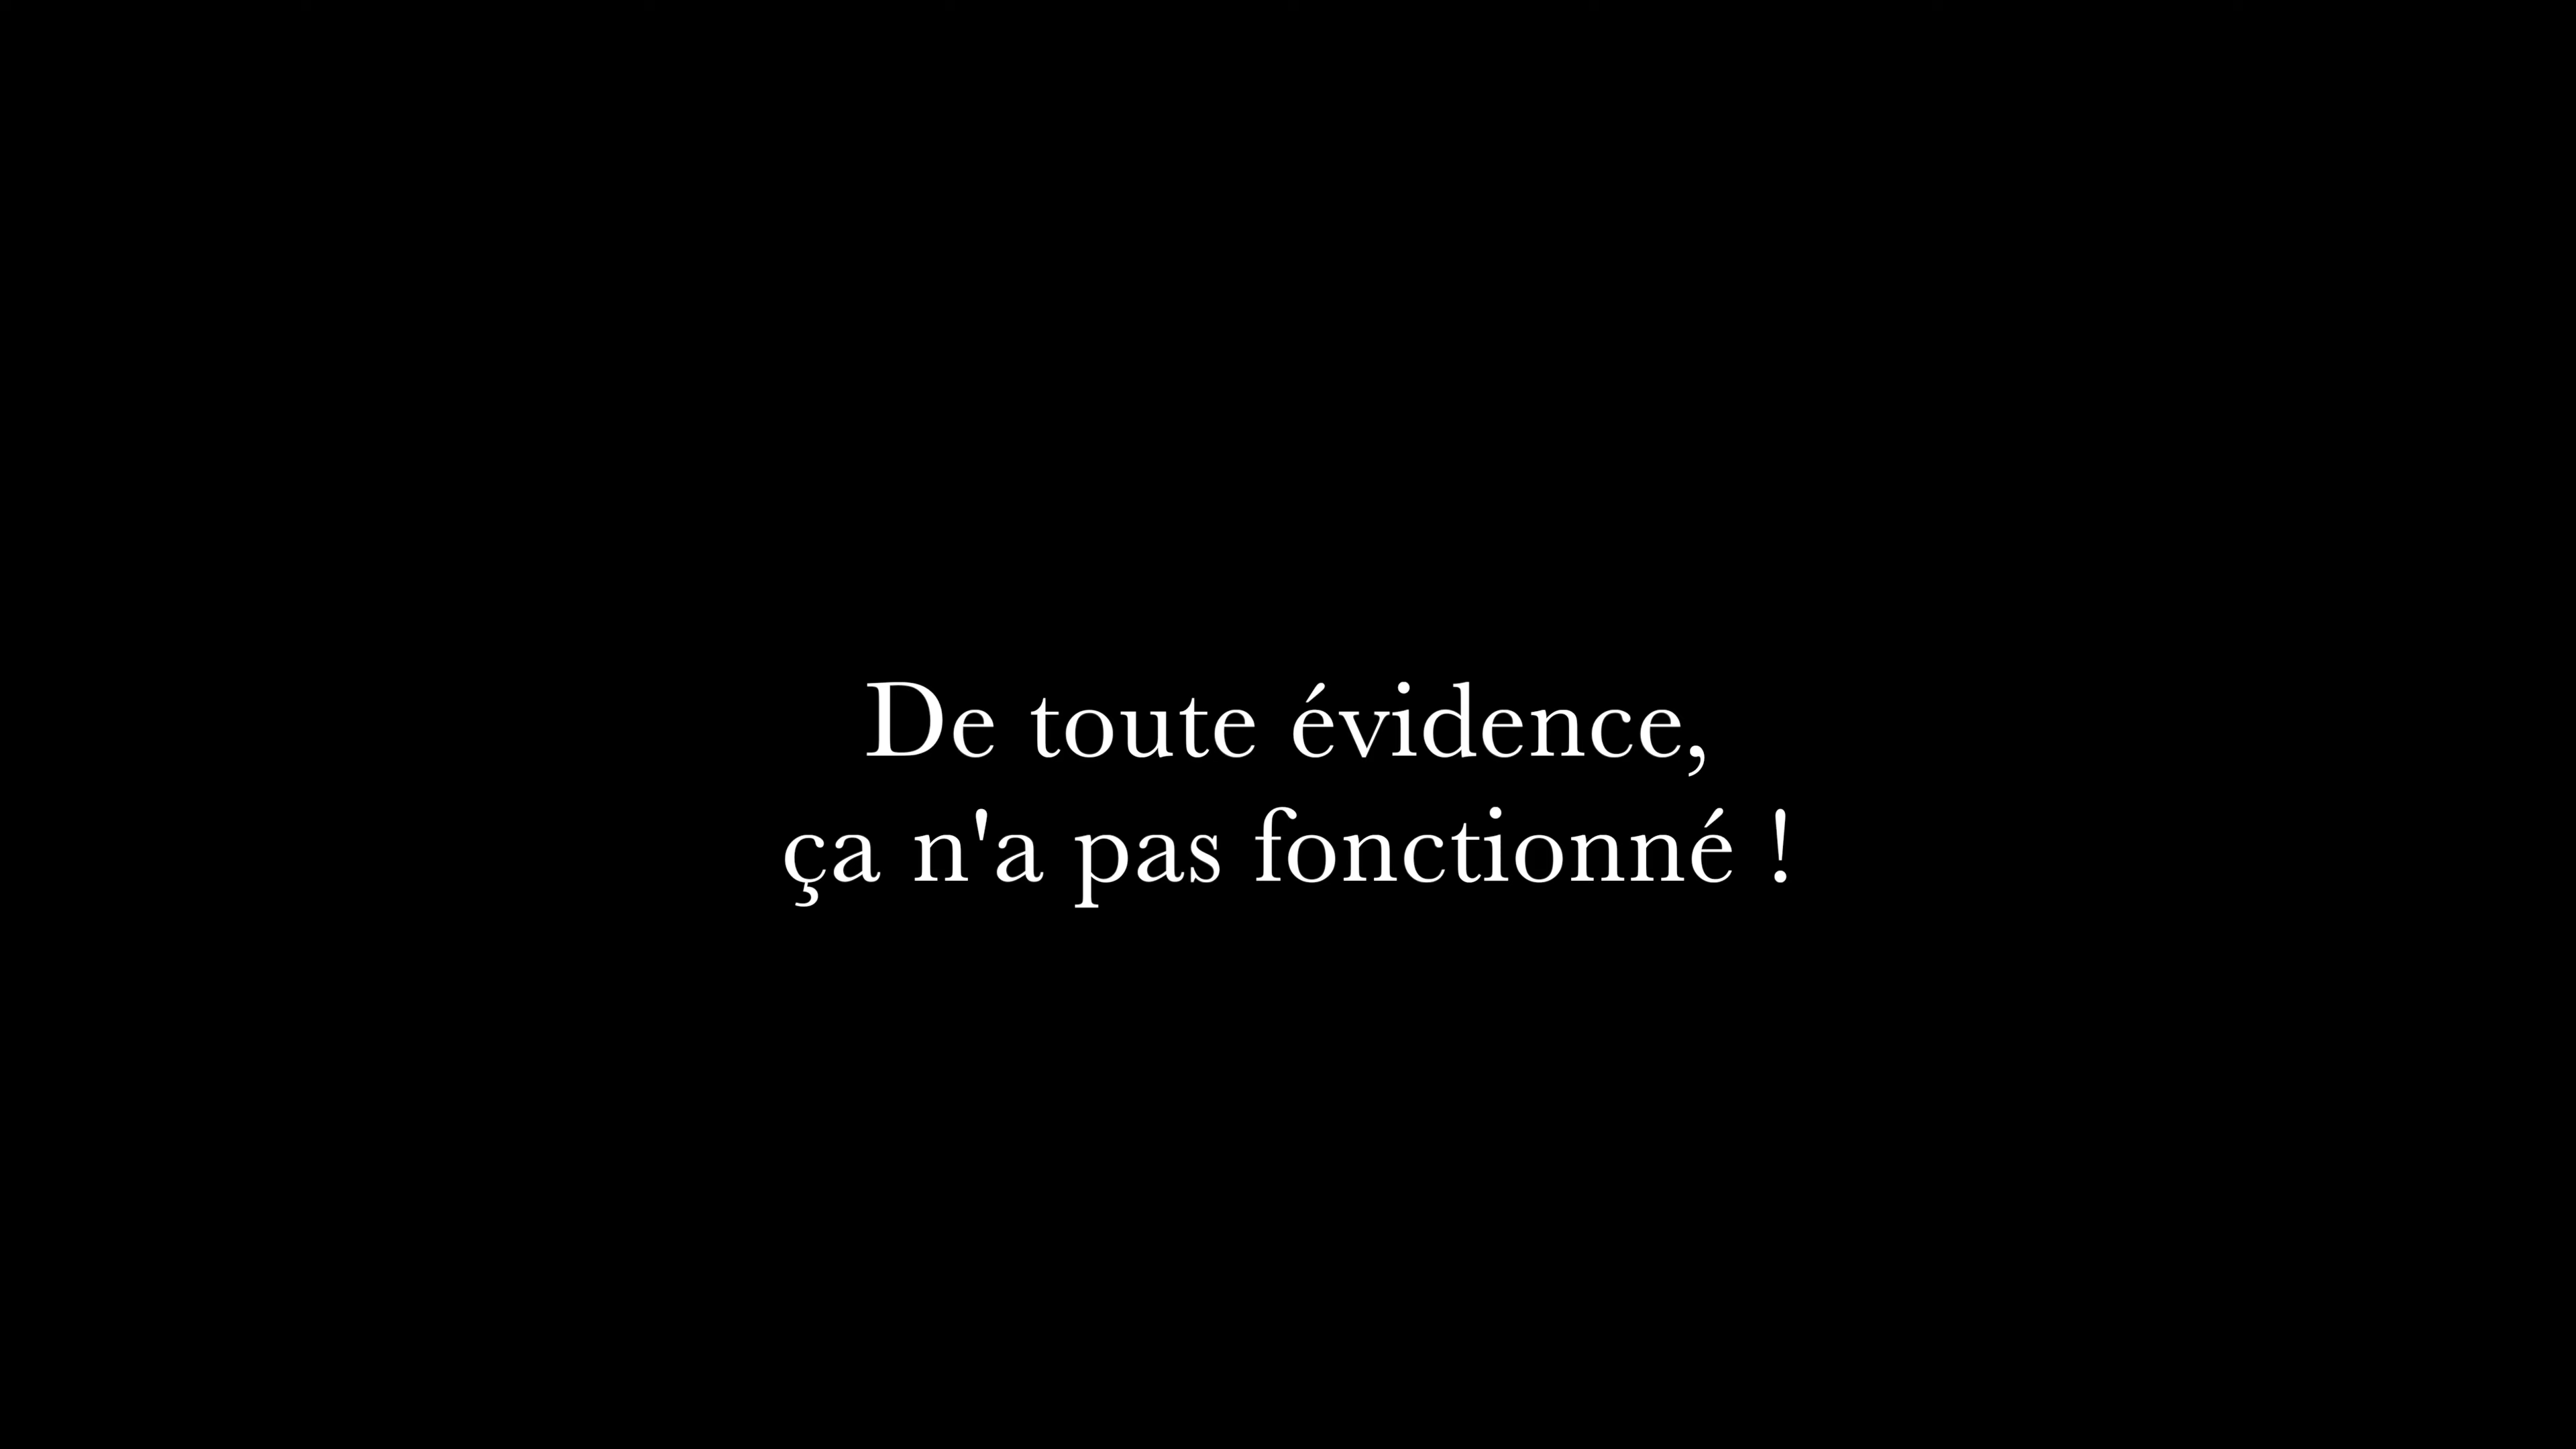 De toute évidence,
ça n'a pas fonctionné !